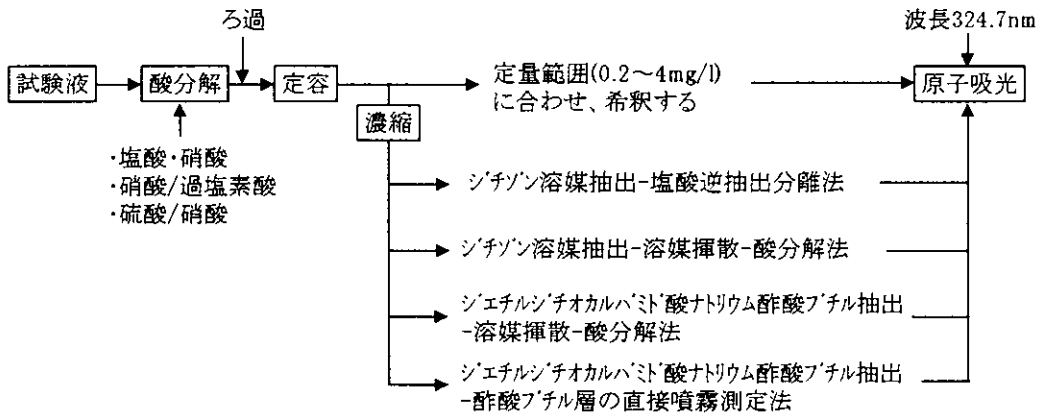 ろ過
波長324.7nm
試験液
酸分解
定容
定量範囲(0.2～4mg/l)
に合わせ、希釈する
原子吸光
濃縮
・塩酸・硝酸
・硝酸/過塩素酸
・硫酸/硝酸
ｼﾞﾁｿﾞﾝ溶媒抽出-塩酸逆抽出分離法
ｼﾞﾁｿﾞﾝ溶媒抽出-溶媒揮散-酸分解法
ｼﾞｴﾁﾙｼﾞﾁｵｶﾙﾊﾞﾐﾄﾞ酸ﾅﾄﾘｳﾑ酢酸ﾌﾞﾁﾙ抽出
-溶媒揮散-酸分解法
ｼﾞｴﾁﾙｼﾞﾁｵｶﾙﾊﾞﾐﾄﾞ酸ﾅﾄﾘｳﾑ酢酸ﾌﾞﾁﾙ抽出
-酢酸ﾌﾞﾁﾙ層の直接噴霧測定法